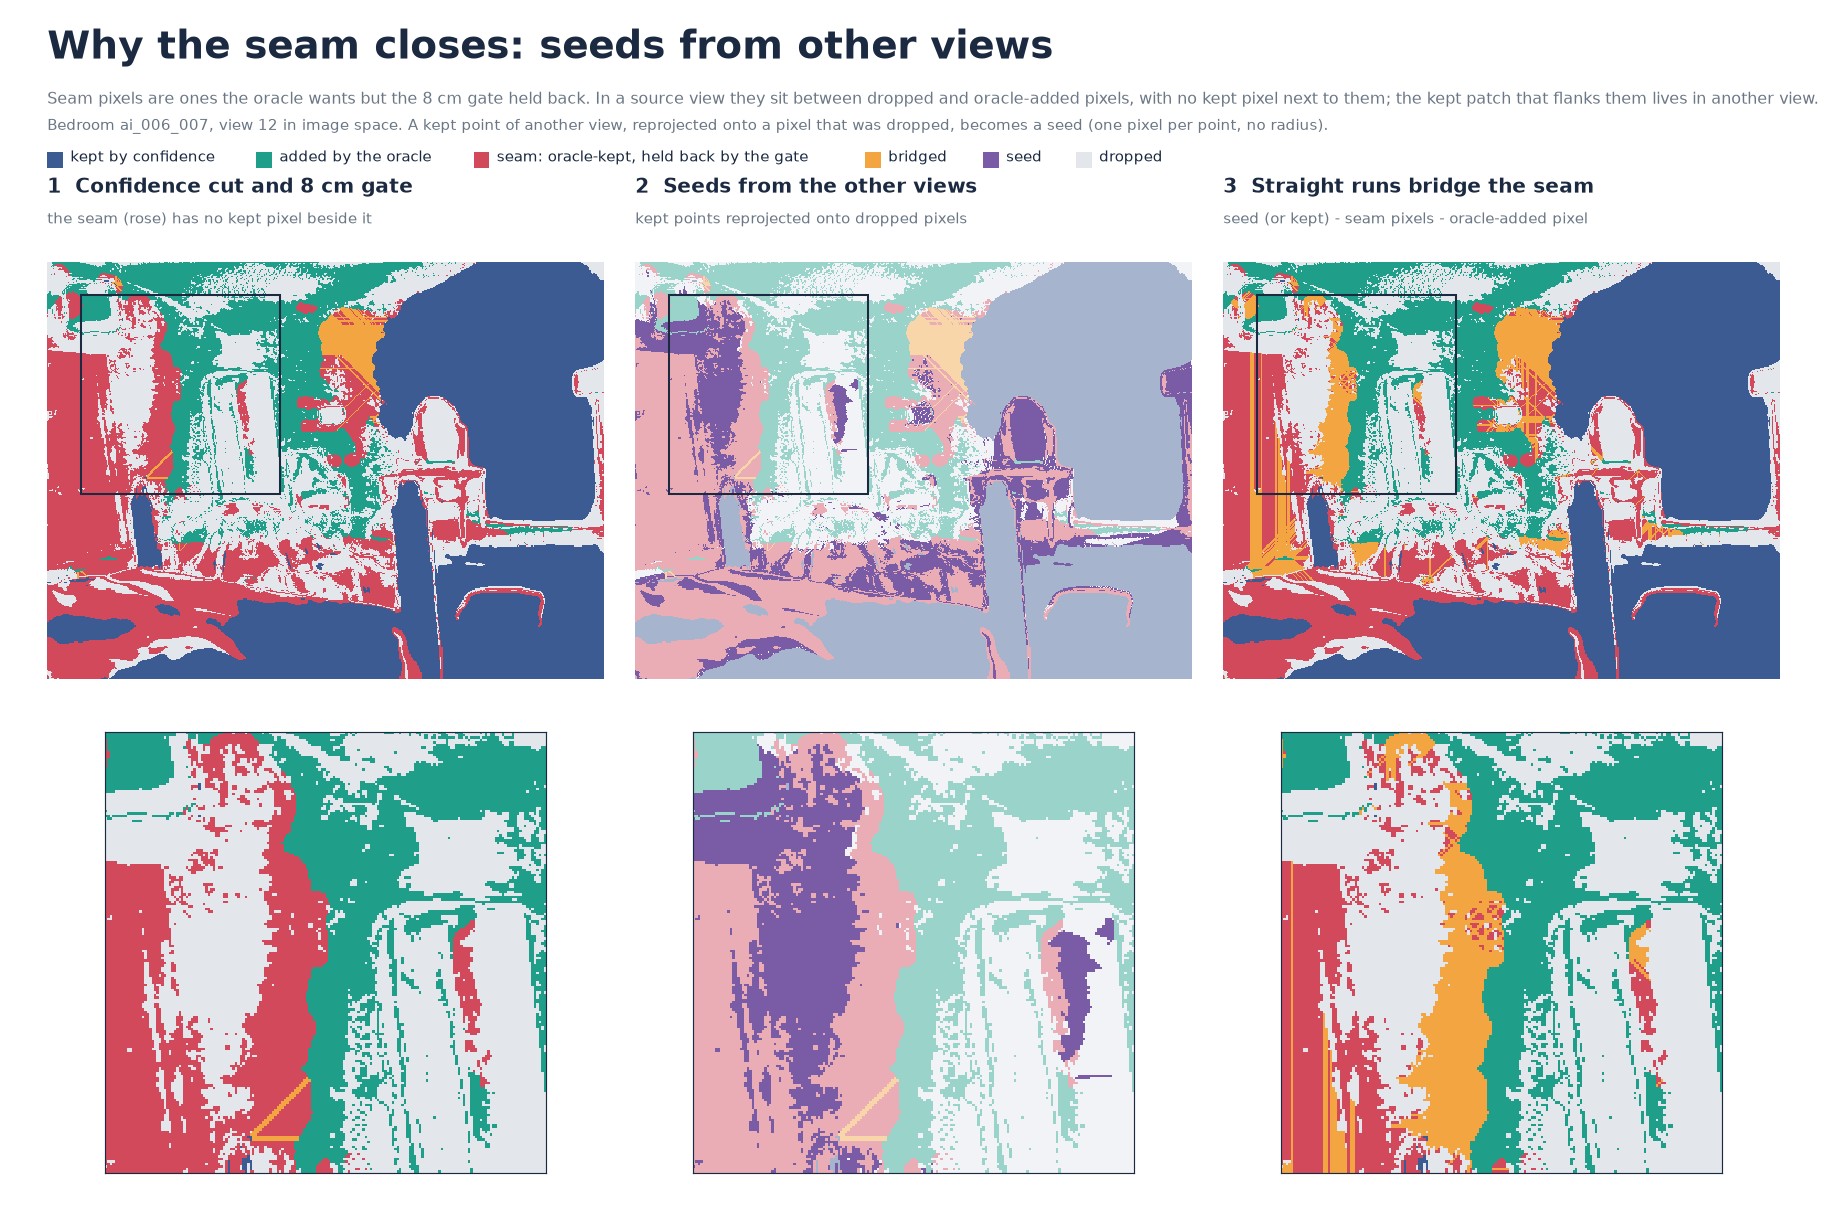 Why the seam closes: seeds from other views
Seam pixels are ones the oracle wants but the 8 cm gate held back. In a source view they sit between dropped and oracle-added pixels, with no kept pixel next to them; the kept patch that flanks them lives in another view.
Bedroom ai_006_007, view 12 in image space. A kept point of another view, reprojected onto a pixel that was dropped, becomes a seed (one pixel per point, no radius).
kept by confidence added by the oracle seam: oracle-kept, held back by the gate bridged seed dropped
1 Confidence cut and 8 cm gate
the seam (rose) has no kept pixel beside it
2 Seeds from the other views
kept points reprojected onto dropped pixels
3 Straight runs bridge the seam
seed (or kept) - seam pixels - oracle-added pixel